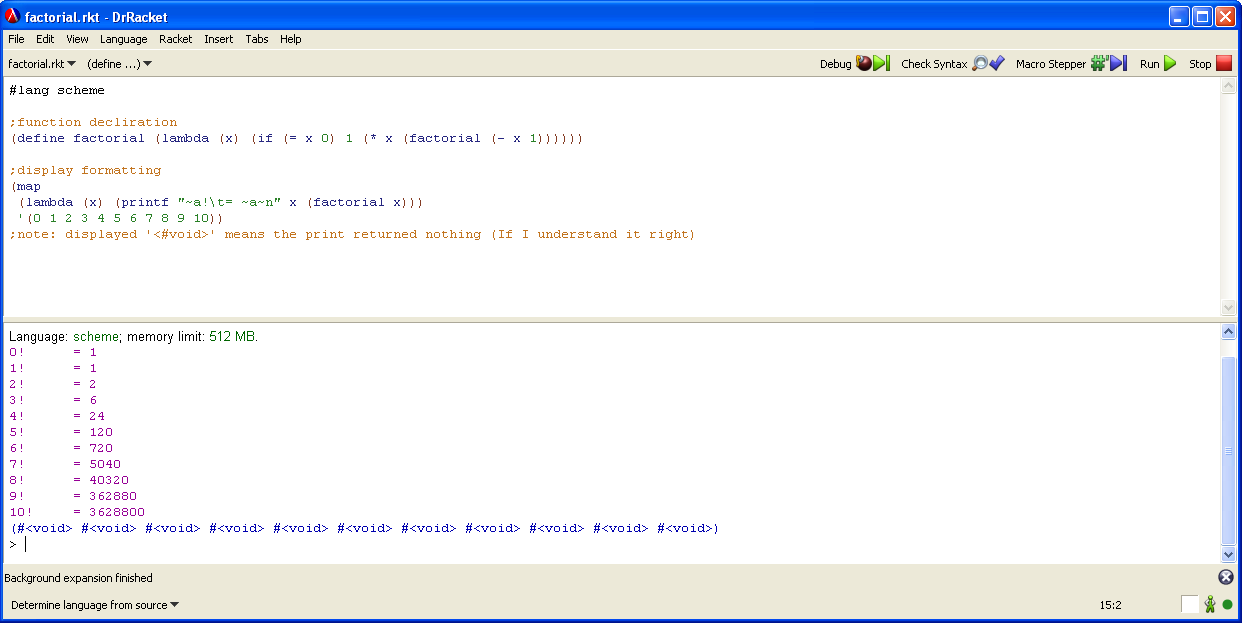 factorial.rkt - DrRacket
File Edit View Language Racket Insert Tabs Help
factorial.rkt (define ...) Debug Check Syntax Macro Stepper Run Stop
#lang scheme
;function decliration
(define factorial (lambda (x) (if (= x 0) 1 (* x (factorial (- x 1))))))
;display formatting
(map
(lambda (x) (printf "~a!\t= ~a~n" x (factorial x)))
'(0 1 2 3 4 5 6 7 8 9 10))
;note: displayed '<#void>' means the print returned nothing (If I understand it right)
Language: scheme; memory limit: 512 MB.
0! = 1
1! = 1
2! = 2
3! = 6
4! = 24
5! = 120
6! = 720
7! = 5040
8! = 40320
9! = 362880
10! = 3628800
(#<void> #<void> #<void> #<void> #<void> #<void> #<void> #<void> #<void> #<void> #<void>)
>
Background expansion finished
Determine language from source 15:2